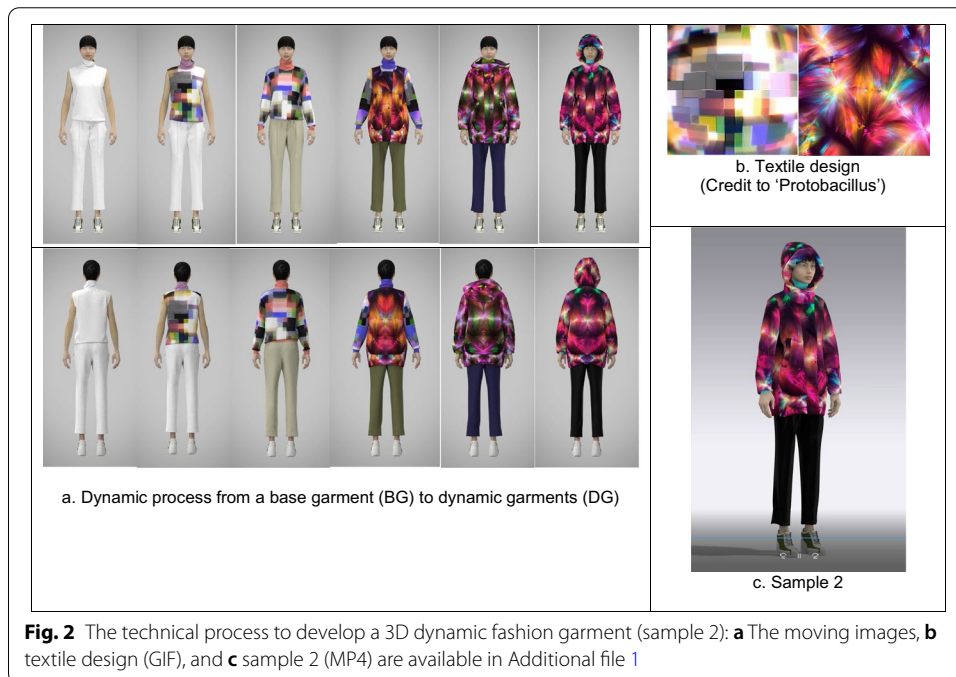 b. Textile design
(Credit to ‘Protobacillus’)
a. Dynamic process from a base garment (BG) to dynamic garments (DG)
c. Sample 2
Fig. 2 The technical process to develop a 3D dynamic fashion garment (sample 2): a The moving images, b
textile design (GIF), and c sample 2 (MP4) are available in Additional file 1